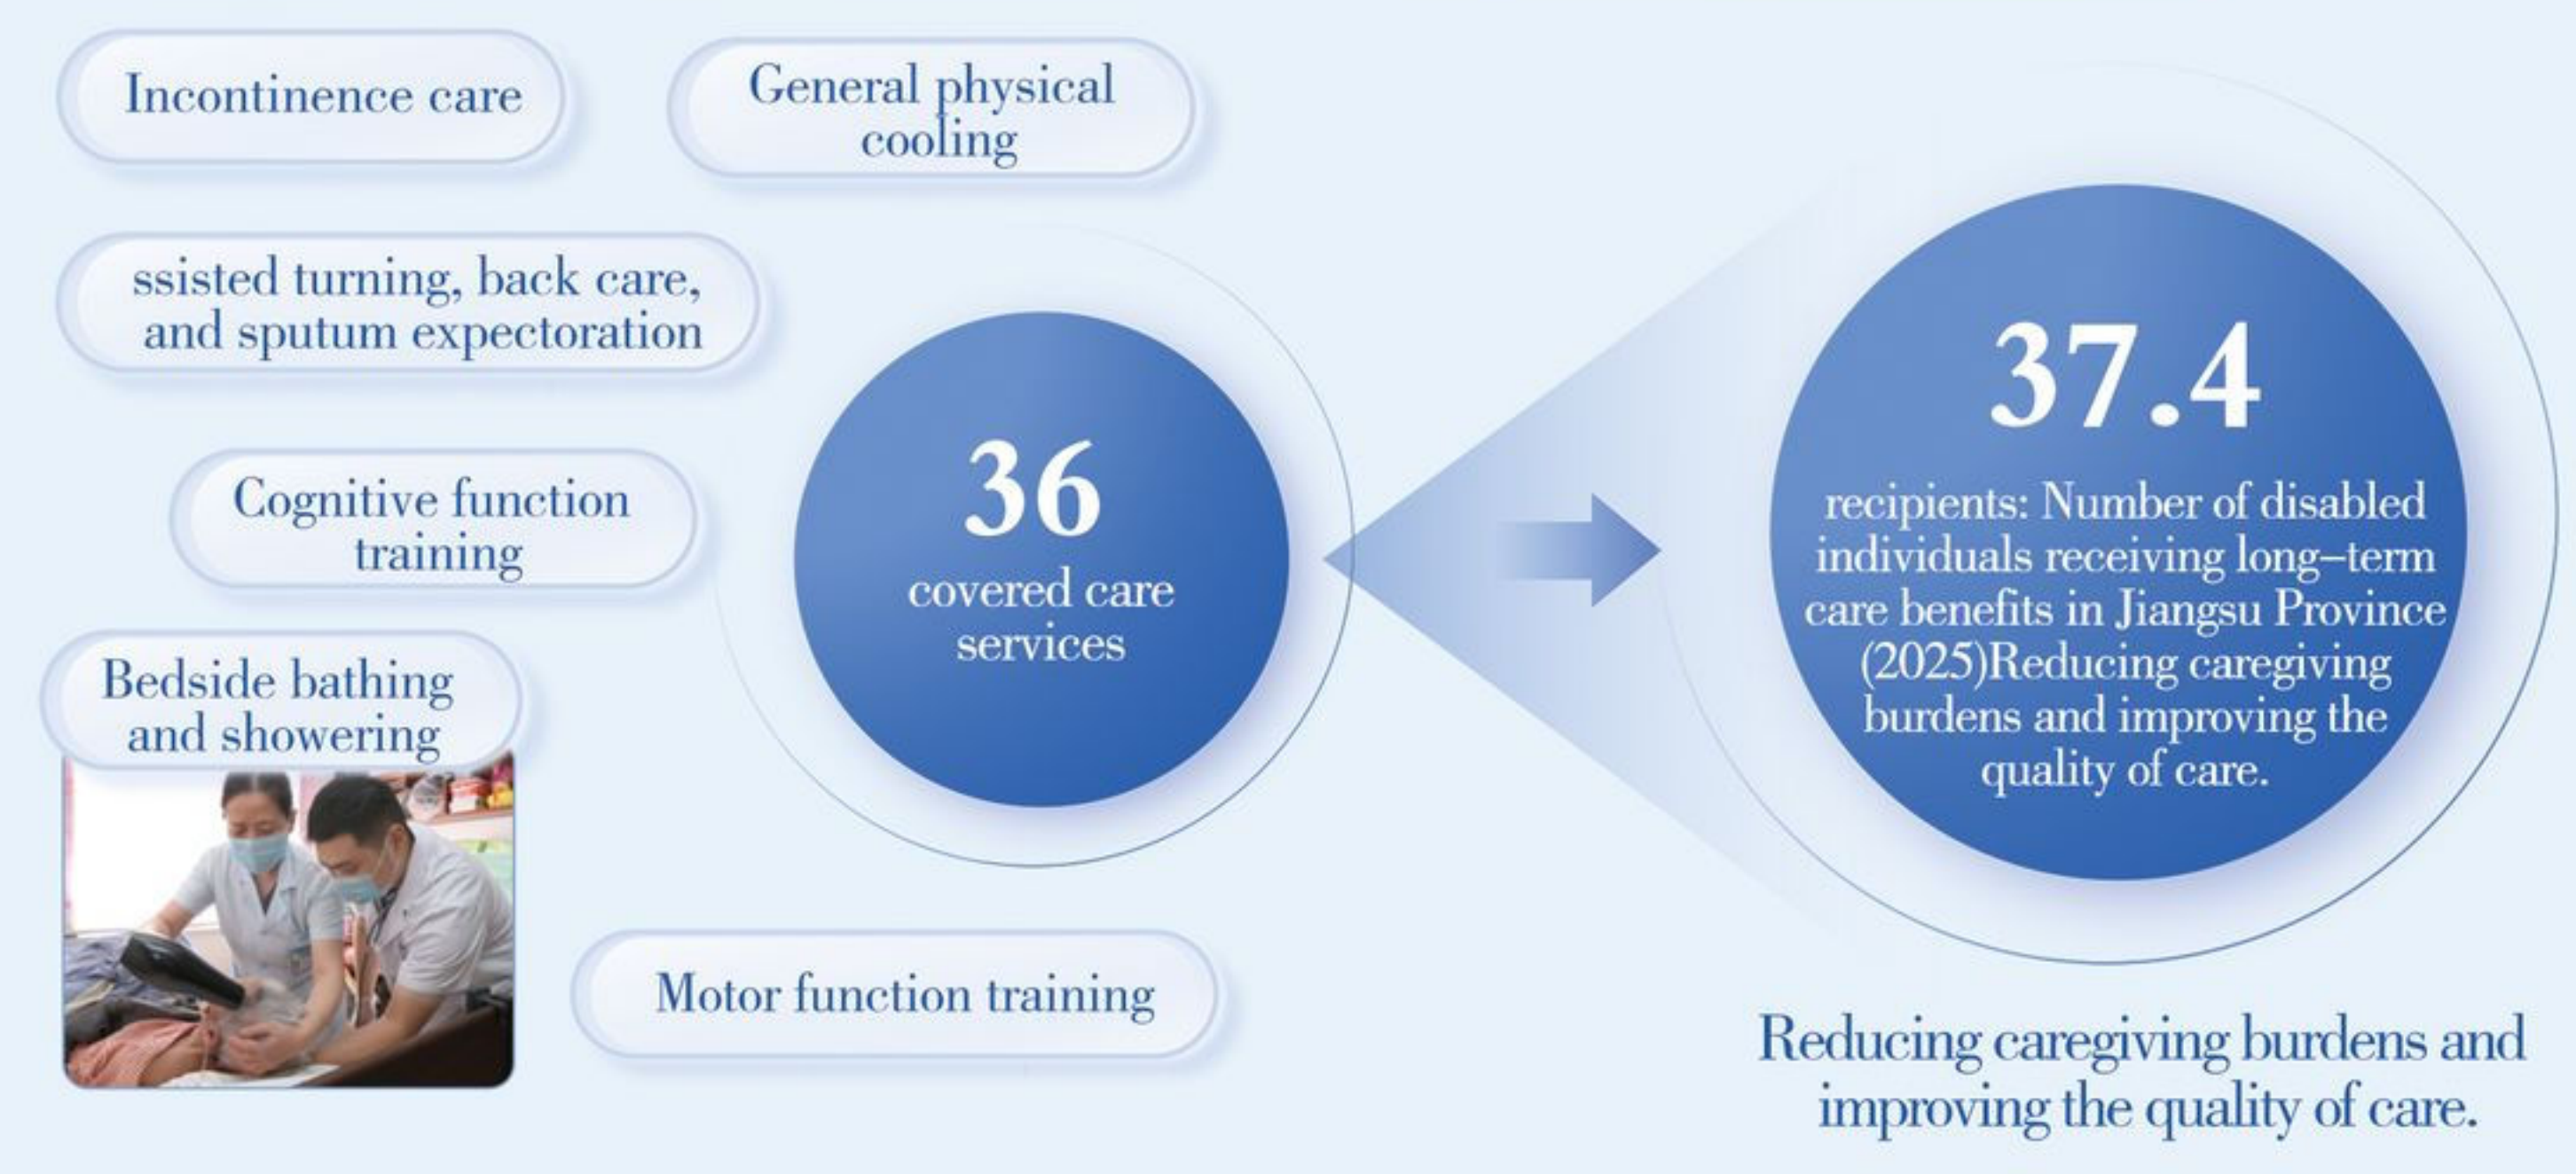 Incontinence care
General physical
cooling
ssisted turning, back care,
and sputum expectoration
Cognitive function
training
Bedside bathing
and showering
Motor function training
36
covered care
services
37.4
recipients: Number of disabled
individuals receiving long–term
care benefits in Jiangsu Province
(2025)Reducing caregiving
burdens and improving the
quality of care.
Reducing caregiving burdens and
improving the quality of care.